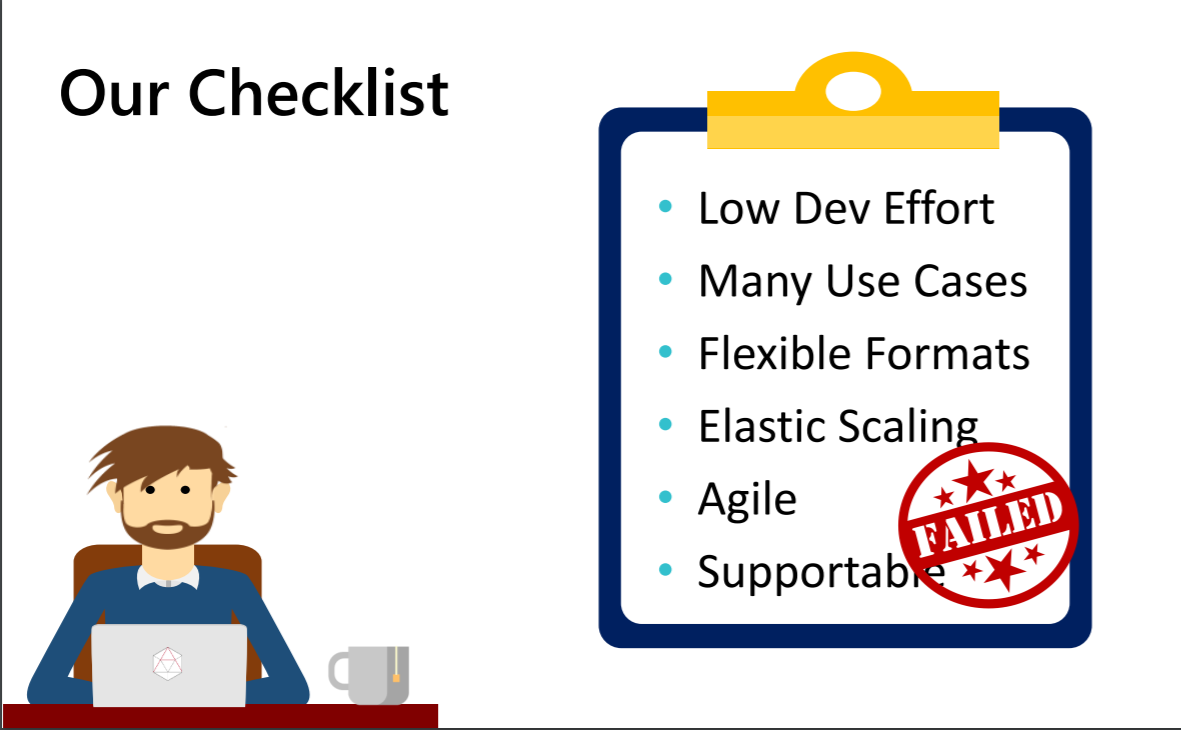 Our Checklist
Low Dev Effort
Many Use Cases
Flexible Formats
Elastic Scaling
Agile
Supportable
FAILED